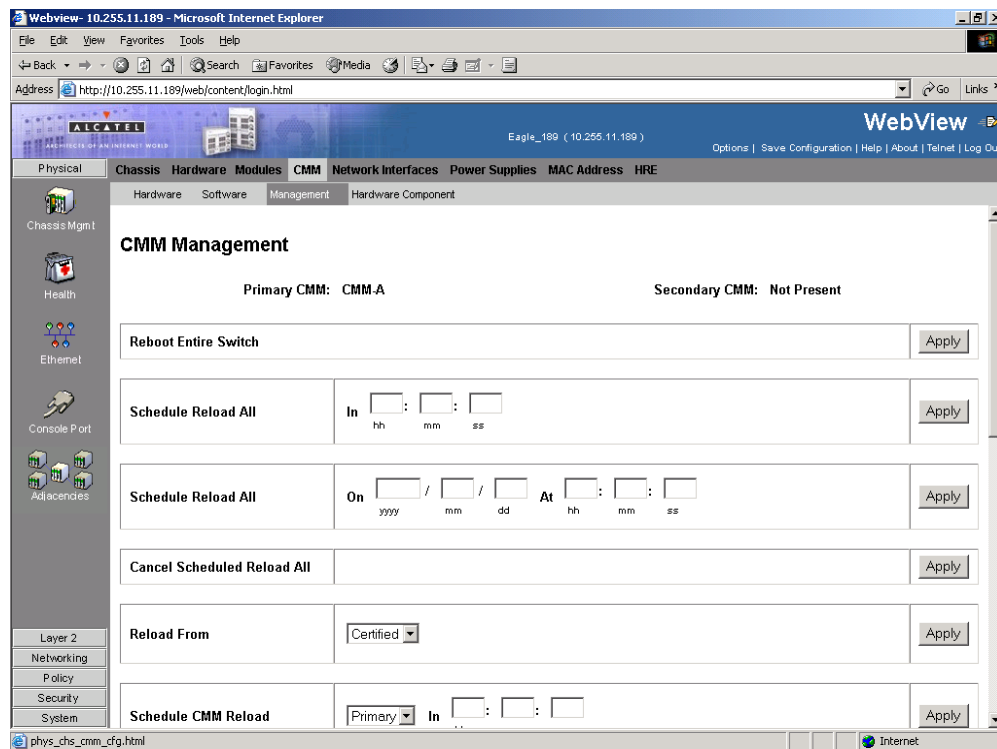 Webview- 10.255.11.189 - Microsoft Internet Explorer
File Edit View Favorites Tools Help
Back Search Favorites Media
Address http://10.255.11.189/web/content/login.html Go Links
ALCATEL
ARCHITECTS OF AN INTERNET WORLD
Eagle_189 (10.255.11.189)
WebView
Options | Save Configuration | Help | About | Telnet | Log Ou
Physical
Chassis Hardware Modules CMM Network Interfaces Power Supplies MAC Address HRE
Hardware Software Management Hardware Component
Chassis Mgmt
Health
Ethernet
Console Port
Adjacencies
Layer 2
Networking
Policy
Security
System
CMM Management
Primary CMM: CMM-A Secondary CMM: Not Present
Reboot Entire Switch Apply
Schedule Reload All In : : Apply
hh mm ss
Schedule Reload All On / / At : : Apply
yyyy mm dd hh mm ss
Cancel Scheduled Reload All Apply
Reload From Certified Apply
Schedule CMM Reload Primary In : : Apply
phys_chs_cmm_cfg.html Internet